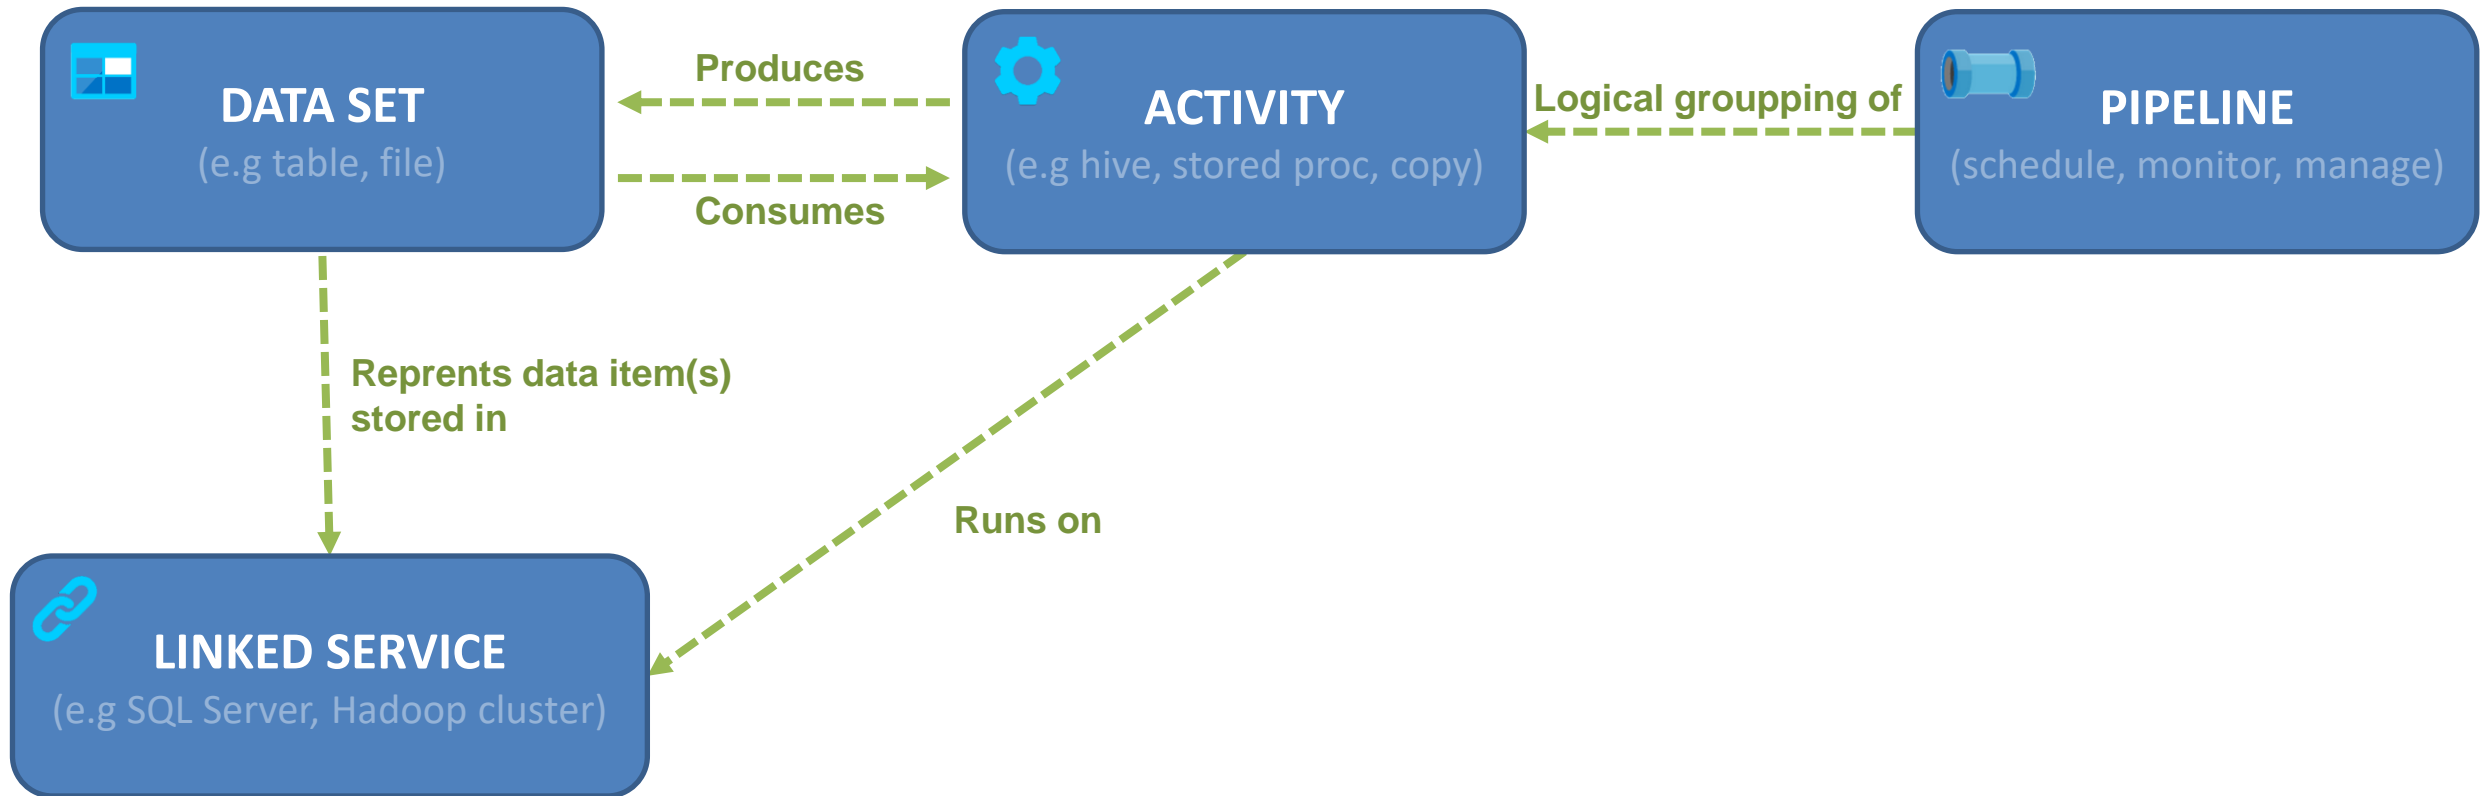 DATA SET
(e.g table, file)
Produces
Consumes
ACTIVITY
(e.g hive, stored proc, copy)
Logical groupping of
PIPELINE
(schedule, monitor, manage)
Reprents data item(s)
stored in
Runs on
LINKED SERVICE
(e.g SQL Server, Hadoop cluster)